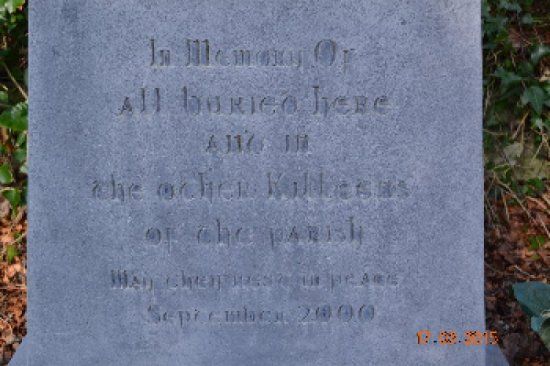 In Memory Of
all buried here
and in
the other Killeens
of the parish
May they rest in peace
September 2000
17.03.2015